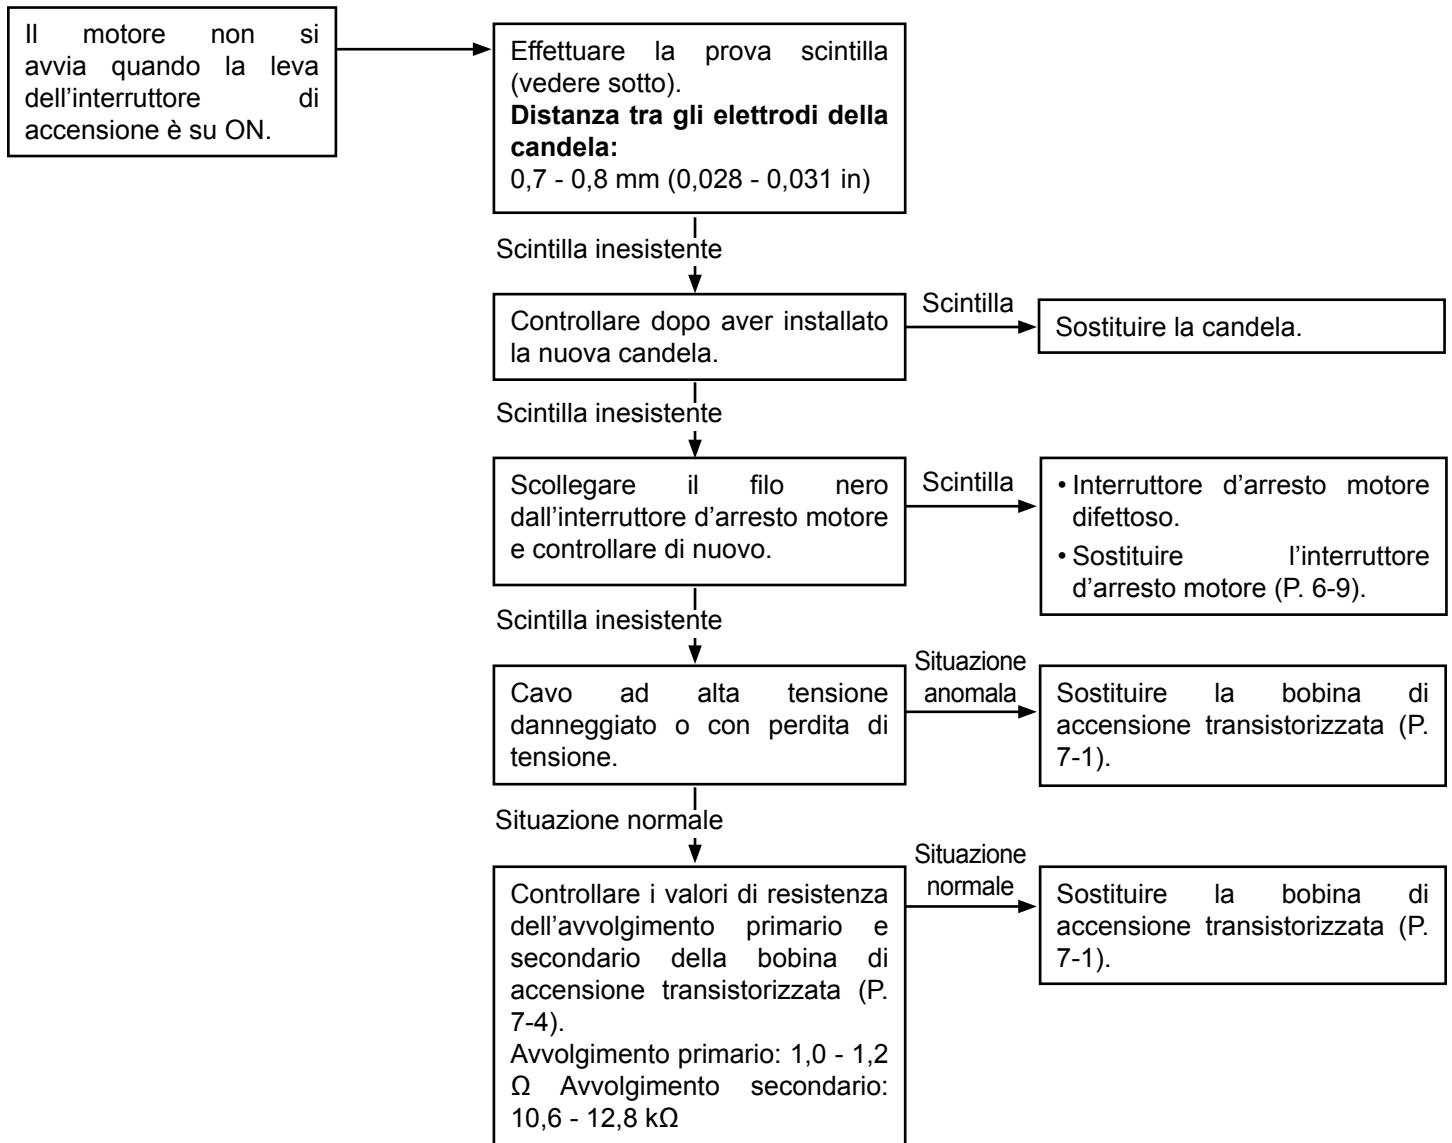 Il motore non si
avvia quando la leva
dell’interruttore di
accensione è su ON.
Effettuare la prova scintilla
(vedere sotto).
Distanza tra gli elettrodi della
candela:
0,7 - 0,8 mm (0,028 - 0,031 in)
Scintilla inesistente
Controllare dopo aver installato
la nuova candela.
Scintilla
Sostituire la candela.
Scintilla inesistente
Scollegare il filo nero
dall’interruttore d’arresto motore
e controllare di nuovo.
Scintilla
• Interruttore d’arresto motore
difettoso.
• Sostituire l’interruttore
d’arresto motore (P. 6-9).
Scintilla inesistente
Cavo ad alta tensione
danneggiato o con perdita di
tensione.
Situazione
anomala
Sostituire la bobina di
accensione transistorizzata (P.
7-1).
Situazione normale
Controllare i valori di resistenza
dell’avvolgimento primario e
secondario della bobina di
accensione transistorizzata (P.
7-4).
Avvolgimento primario: 1,0 - 1,2
Ω Avvolgimento secondario:
10,6 - 12,8 kΩ
Situazione
normale
Sostituire la bobina di
accensione transistorizzata (P.
7-1).